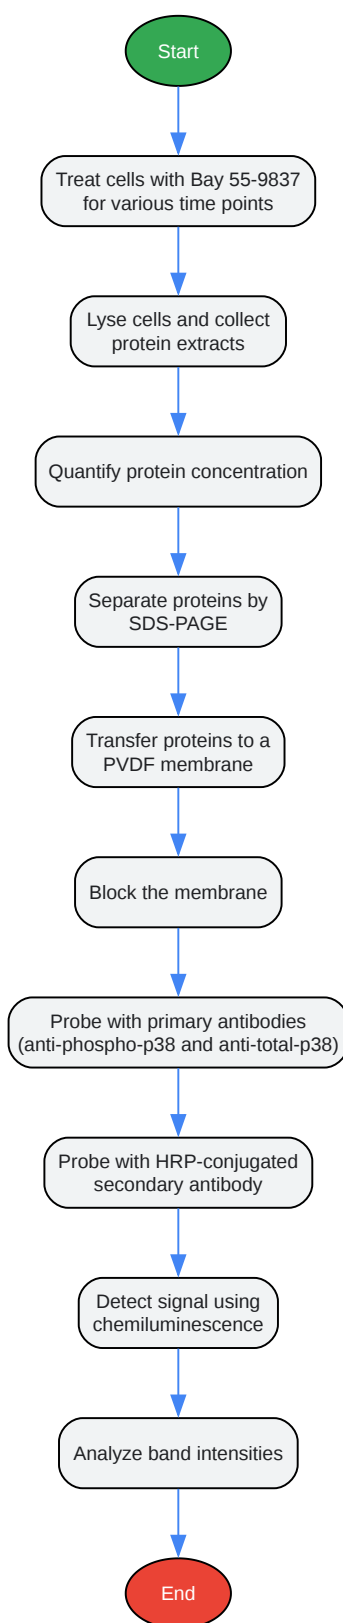 Start
Treat cells with Bay 55-9837
for various time points
Lyse cells and collect
protein extracts
Quantify protein concentration
Separate proteins by
SDS-PAGE
Transfer proteins to a
PVDF membrane
Block the membrane
Probe with primary antibodies
(anti-phospho-p38 and anti-total-p38)
Probe with HRP-conjugated
secondary antibody
Detect signal using
chemiluminescence
Analyze band intensities
End